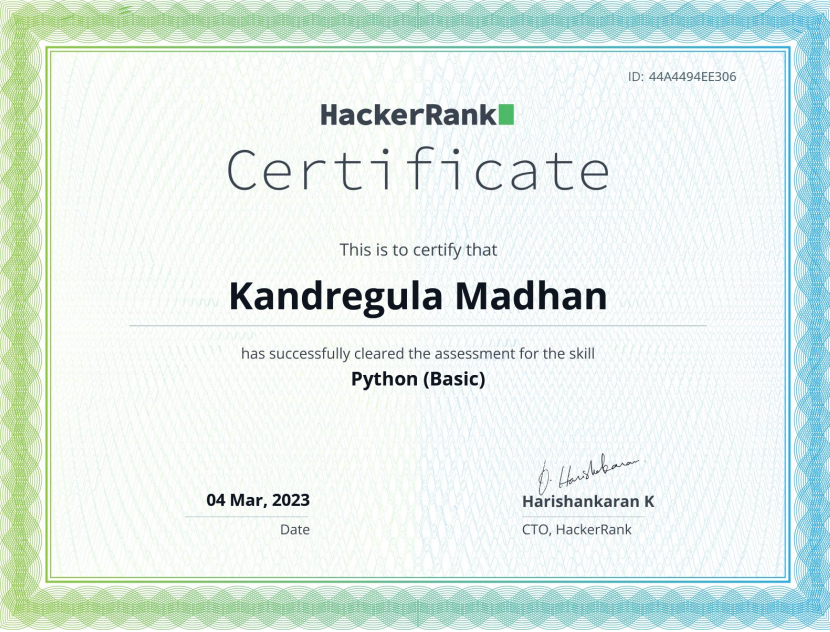 ID: 44A4494EE306
HackerRank
Certificate
This is to certify that
Kandregula Madhan
has successfully cleared the assessment for the skill
Python (Basic)
04 Mar, 2023
Date
Harishankaran K
CTO, HackerRank